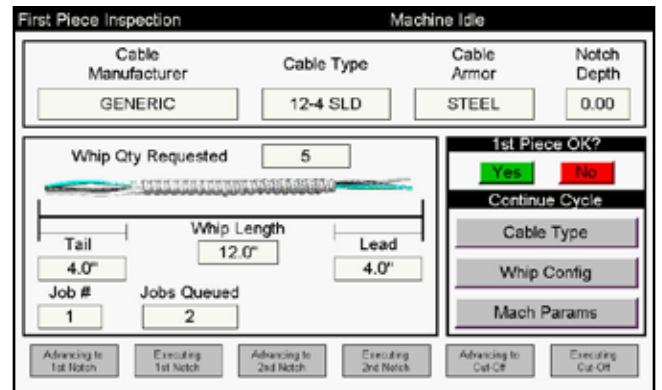 First Piece Inspection Machine Idle
Cable Manufacturer Cable Type Cable Armor Notch Depth
GENERIC 12-4 SLD STEEL 0.00
Whip Qty Requested 5
1st Piece OK?
Yes No
Continue Cycle
Whip Length
12.0"
Tail Lead
4.0" 4.0"
Cable Type
Whip Config
Mach Params
Job # Jobs Queued
1 2
Advancing to 1st Notch
Executing 1st Notch
Advancing to 2nd Notch
Executing 2nd Notch
Advancing to Cut-Off
Executing Cut-Off